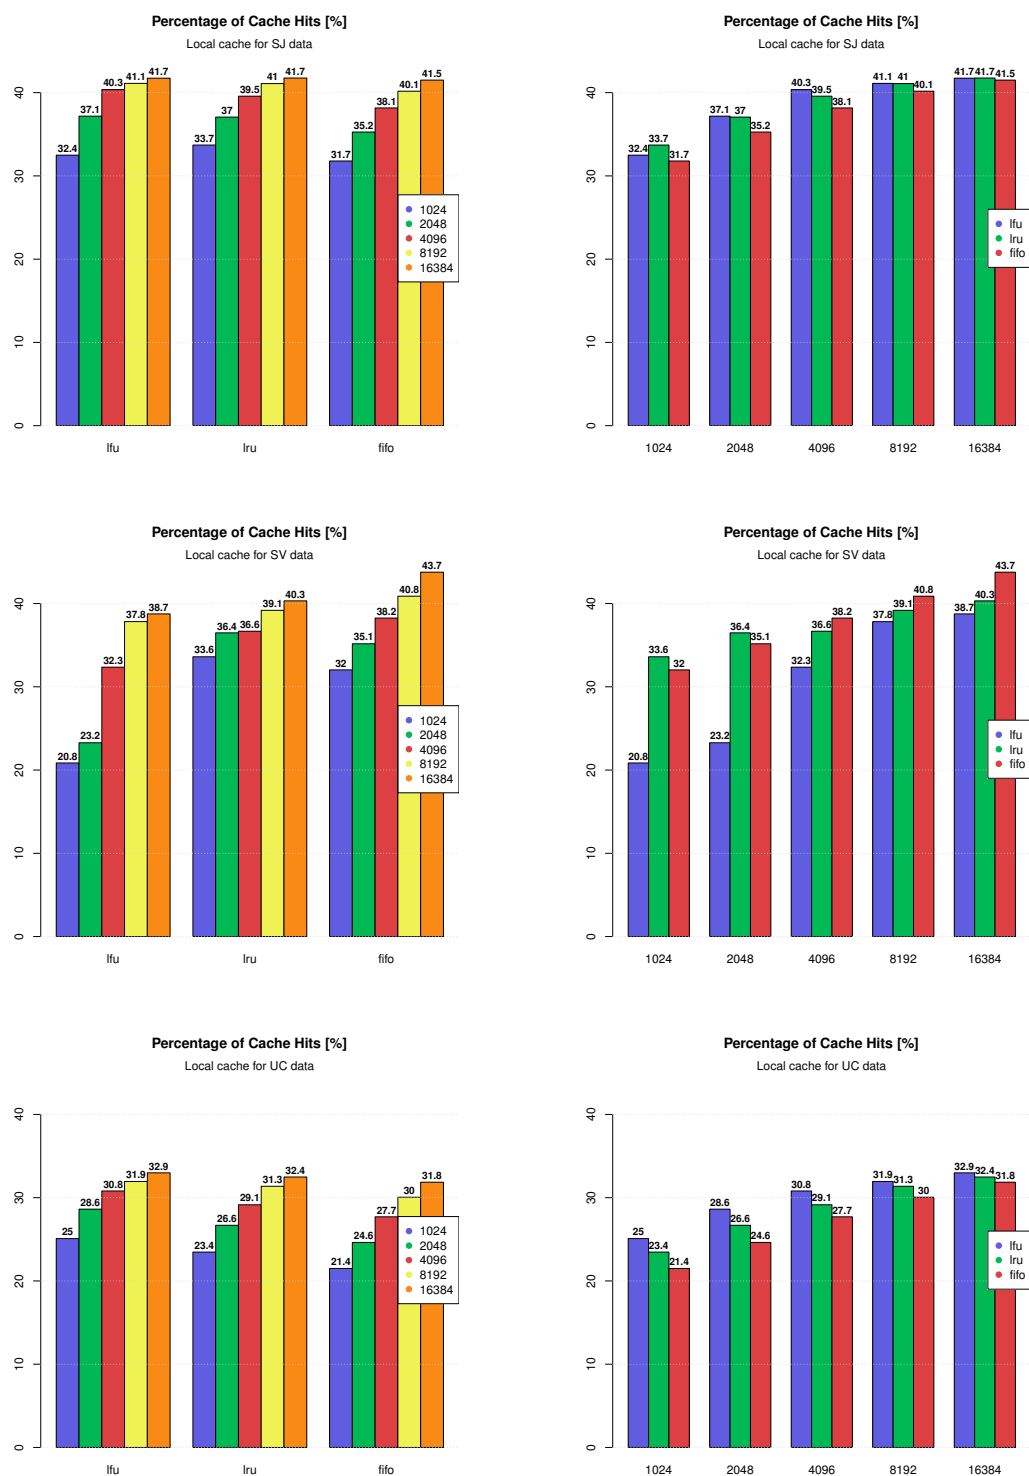 Percentage of Cache Hits [%]
Local cache for SJ data
32.4 37.1 40.3 41.1 41.7 33.7 37 39.5 41 41.7 31.7 35.2 38.1 40.1 41.5
0 10 20 30 40
1024
2048
4096
8192
16384
lfu lru fifo
Percentage of Cache Hits [%]
Local cache for SJ data
32.4 33.7 31.7 37.1 37 35.2 40.3 39.5 38.1 41.1 41 40.1 41.7 41.7 41.5
0 10 20 30 40
lfu
lru
fifo
1024 2048 4096 8192 16384
Percentage of Cache Hits [%]
Local cache for SV data
20.8 23.2 32.3 37.8 38.7 33.6 36.4 36.6 39.1 40.3 32 35.1 38.2 40.8 43.7
0 10 20 30 40
1024
2048
4096
8192
16384
lfu lru fifo
Percentage of Cache Hits [%]
Local cache for SV data
20.8 33.6 32 23.2 36.4 35.1 32.3 36.6 38.2 37.8 39.1 40.8 38.7 40.3 43.7
0 10 20 30 40
lfu
lru
fifo
1024 2048 4096 8192 16384
Percentage of Cache Hits [%]
Local cache for UC data
25 28.6 30.8 31.9 32.9 23.4 26.6 29.1 31.3 32.4 21.4 24.6 27.7 30 31.8
0 10 20 30 40
1024
2048
4096
8192
16384
lfu lru fifo
Percentage of Cache Hits [%]
Local cache for UC data
25 23.4 21.4 28.6 26.6 24.6 30.8 29.1 27.7 31.9 31.3 30 32.9 32.4 31.8
0 10 20 30 40
lfu
lru
fifo
1024 2048 4096 8192 16384